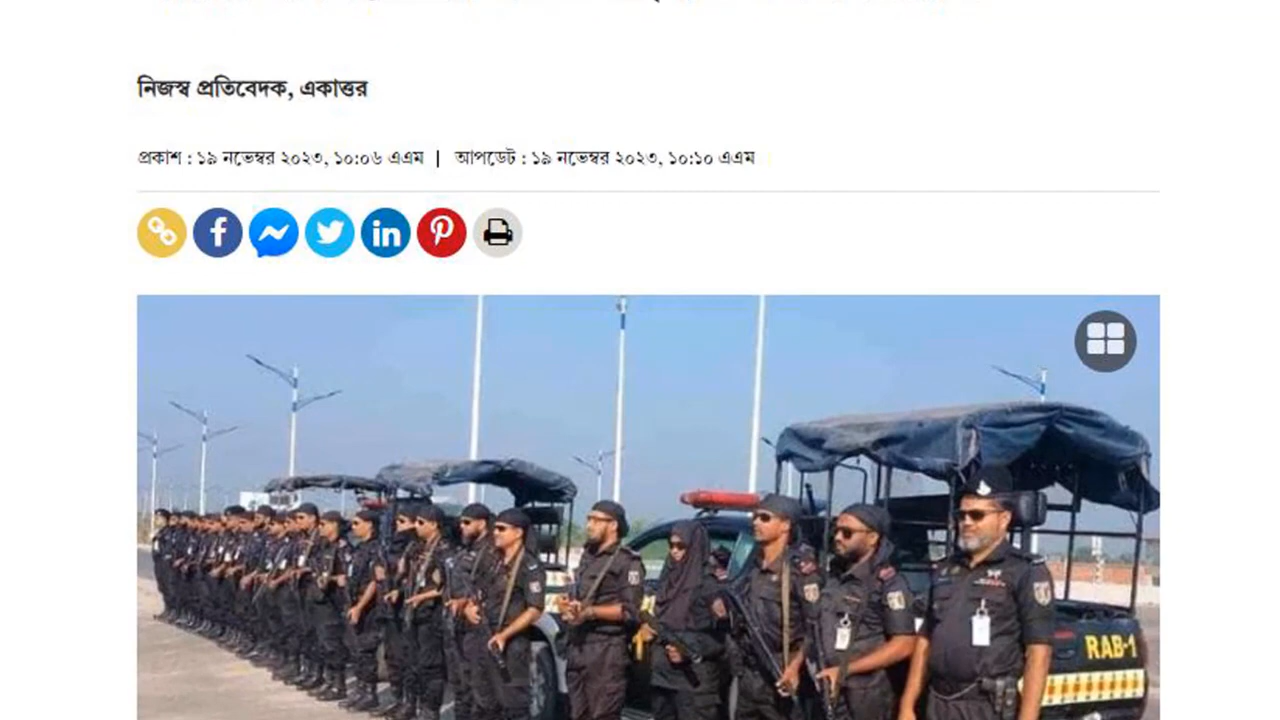 নিজস্ব প্রতিবেদক, একাত্তর
প্রকাশ : ১৯ নভেম্বর ২০২৩, ১০:০৬ এএম | আপডেট : ১৯ নভেম্বর ২০২৩, ১০:১০ এএম
RAB-1